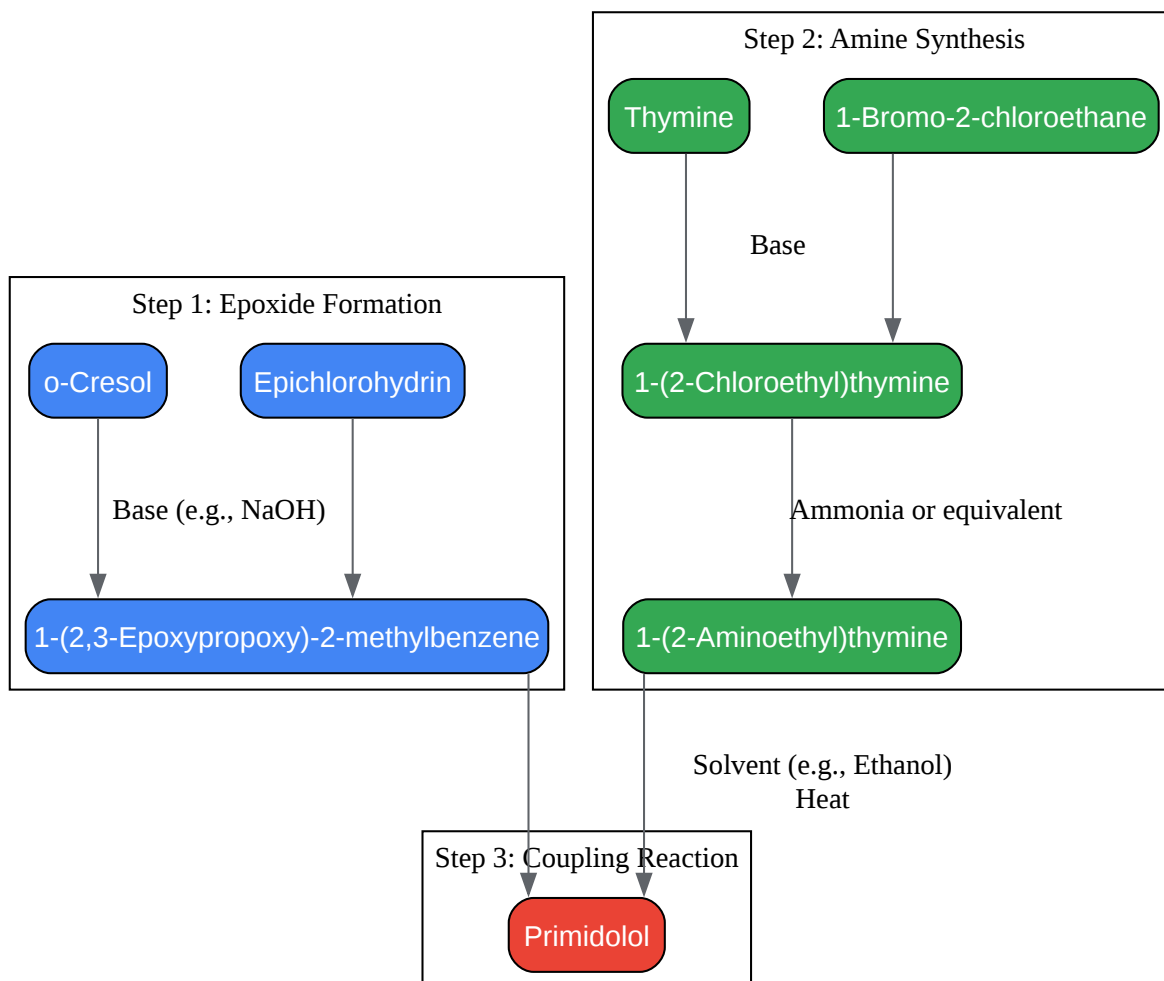 Step 2: Amine Synthesis
Thymine
1-Bromo-2-chloroethane
Base
Step 1: Epoxide Formation
o-Cresol
Epichlorohydrin
1-(2-Chloroethyl)thymine
Base (e.g., NaOH)
Ammonia or equivalent
1-(2,3-Epoxypropoxy)-2-methylbenzene
1-(2-Aminoethyl)thymine
Solvent (e.g., Ethanol)
Heat
Step 3: Coupling Reaction
Primidolol